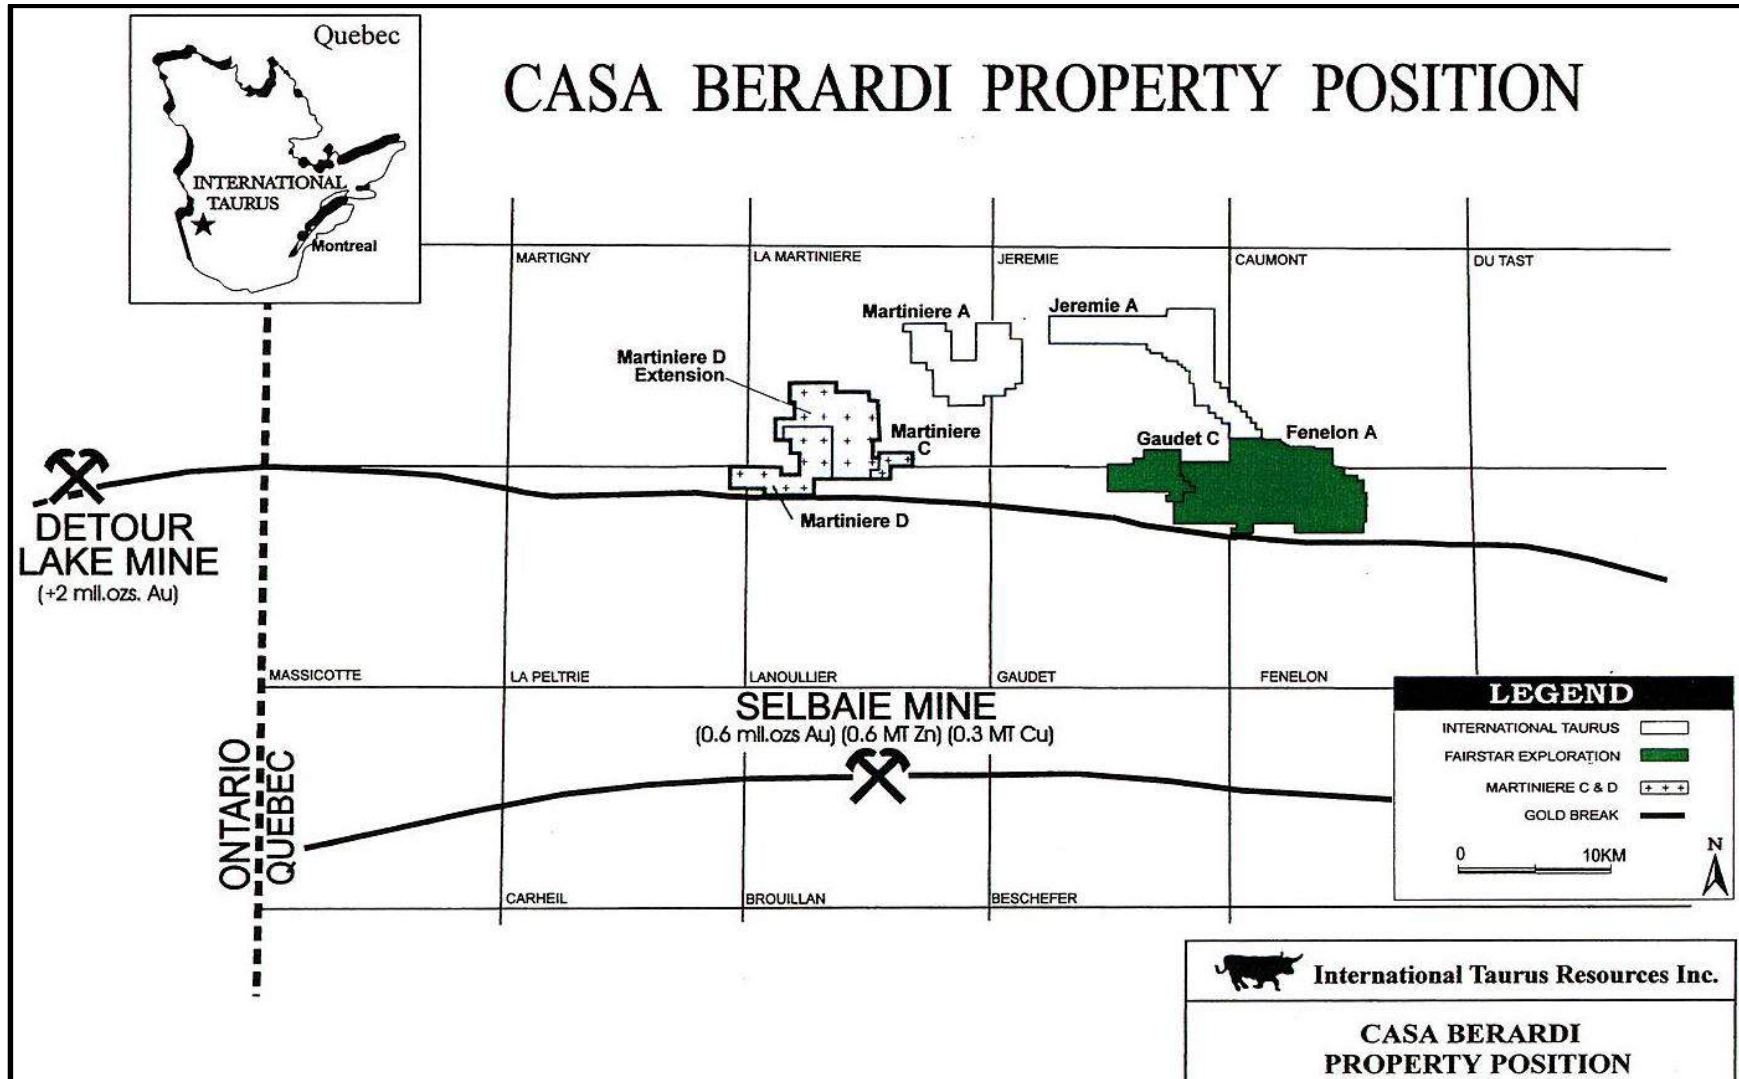 Quebec
INTERNATIONAL
TAURUS
Montreal
CASA BERARDI PROPERTY POSITION
MARTIGNY
LA MARTINIERE
JEREMIE
CAUMONT
DU TAST
Martiniere A
Jeremie A
Martiniere D
Extension
Martiniere
C
Gaudet C
Fenelon A
Martiniere D
DETOUR
LAKE MINE
(+2 mil.ozs. Au)
MASSICOTTE
LA PELTRIE
LANOULLIER
GAUDET
FENELON
SELBAIE MINE
(0.6 mil.ozs Au) (0.6 MT Zn) (0.3 MT Cu)
ONTARIO
QUEBEC
CARHEIL
BROUILLAN
BESCHEFER
LEGEND
INTERNATIONAL TAURUS
FAIRSTAR EXPLORATION
MARTINIERE C & D
GOLD BREAK
0 10KM
N
International Taurus Resources Inc.
CASA BERARDI
PROPERTY POSITION